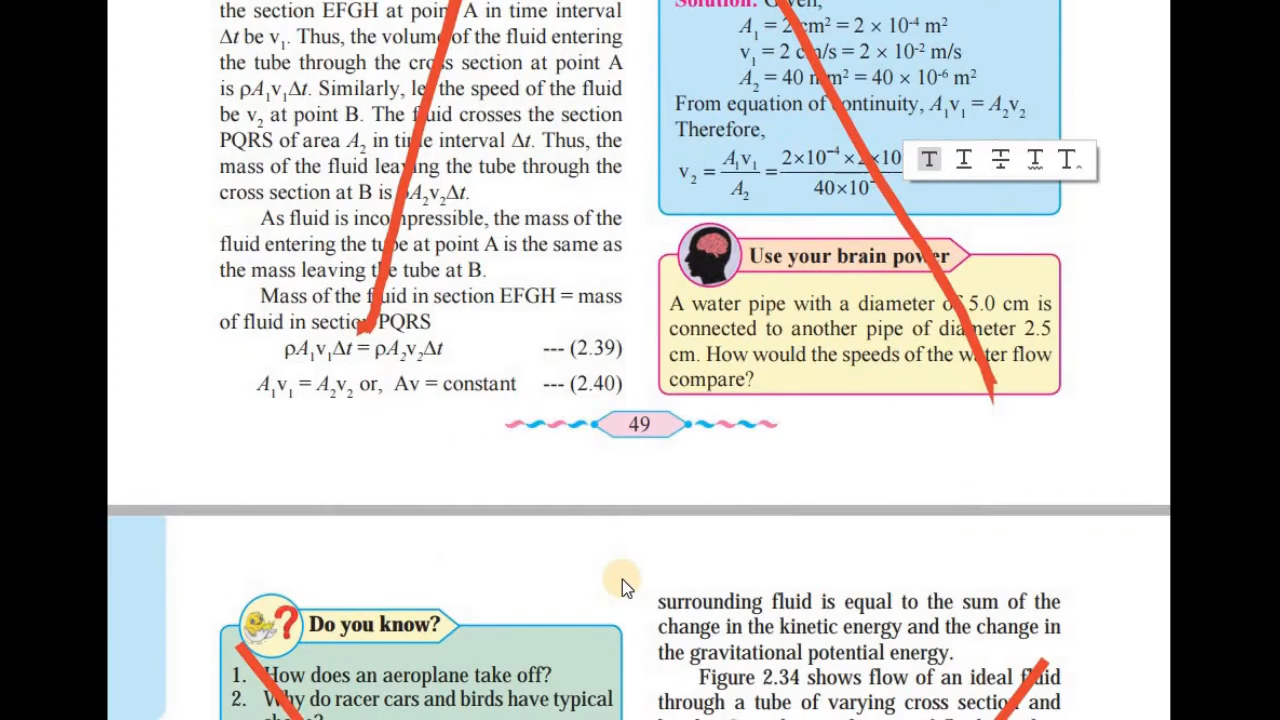 the section EFGH at point A in time interval
Δt be v₁. Thus, the volume of the fluid entering
the tube through the cross section at point A
is ρA₁v₁Δt. Similarly, let the speed of the fluid
be v₂ at point B. The fluid crosses the section
PQRS of area A₂ in time interval Δt. Thus, the
mass of the fluid leaving the tube through the
cross section at B is ρA₂v₂Δt.
As fluid is incompressible, the mass of the
fluid entering the tube at point A is the same as
the mass leaving the tube at B.
Mass of the fluid in section EFGH = mass
of fluid in section PQRS
ρA₁v₁Δt = ρA₂v₂Δt --- (2.39)
A₁v₁ = A₂v₂ or, Av = constant --- (2.40)
Solution: Given,
A₁ = 2 cm² = 2 × 10⁻⁴ m²
v₁ = 2 cm/s = 2 × 10⁻² m/s
A₂ = 40 mm² = 40 × 10⁻⁶ m²
From equation of continuity, A₁v₁ = A₂v₂
Therefore,
v₂ = A₁v₁/A₂ = 2×10⁻⁴ × 2×10 / 40×10
T T T T T
Use your brain power
A water pipe with a diameter of 5.0 cm is
connected to another pipe of diameter 2.5
cm. How would the speeds of the water flow
compare?
49
Do you know?
1. How does an aeroplane take off?
2. Why do racer cars and birds have typical
surrounding fluid is equal to the sum of the
change in the kinetic energy and the change in
the gravitational potential energy.
Figure 2.34 shows flow of an ideal fluid
through a tube of varying cross section and